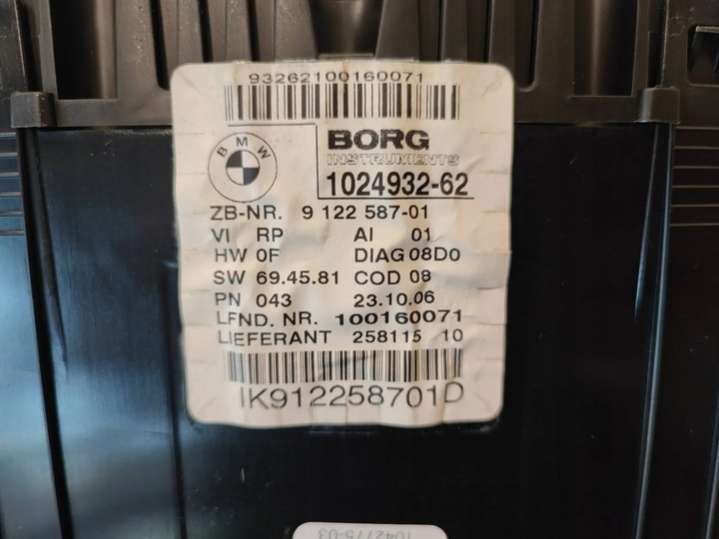 93262100160071
BMW
BORG
INSTRUMENTS
1024932-62
ZB-NR. 9 122 587-01
VI RP AI 01
HW 0F DIAG 08D0
SW 69.45.81 COD 08
PN 043 23.10.06
LFND. NR. 100160071
LIEFERANT 258115 10
IK912258701D
1042775-03